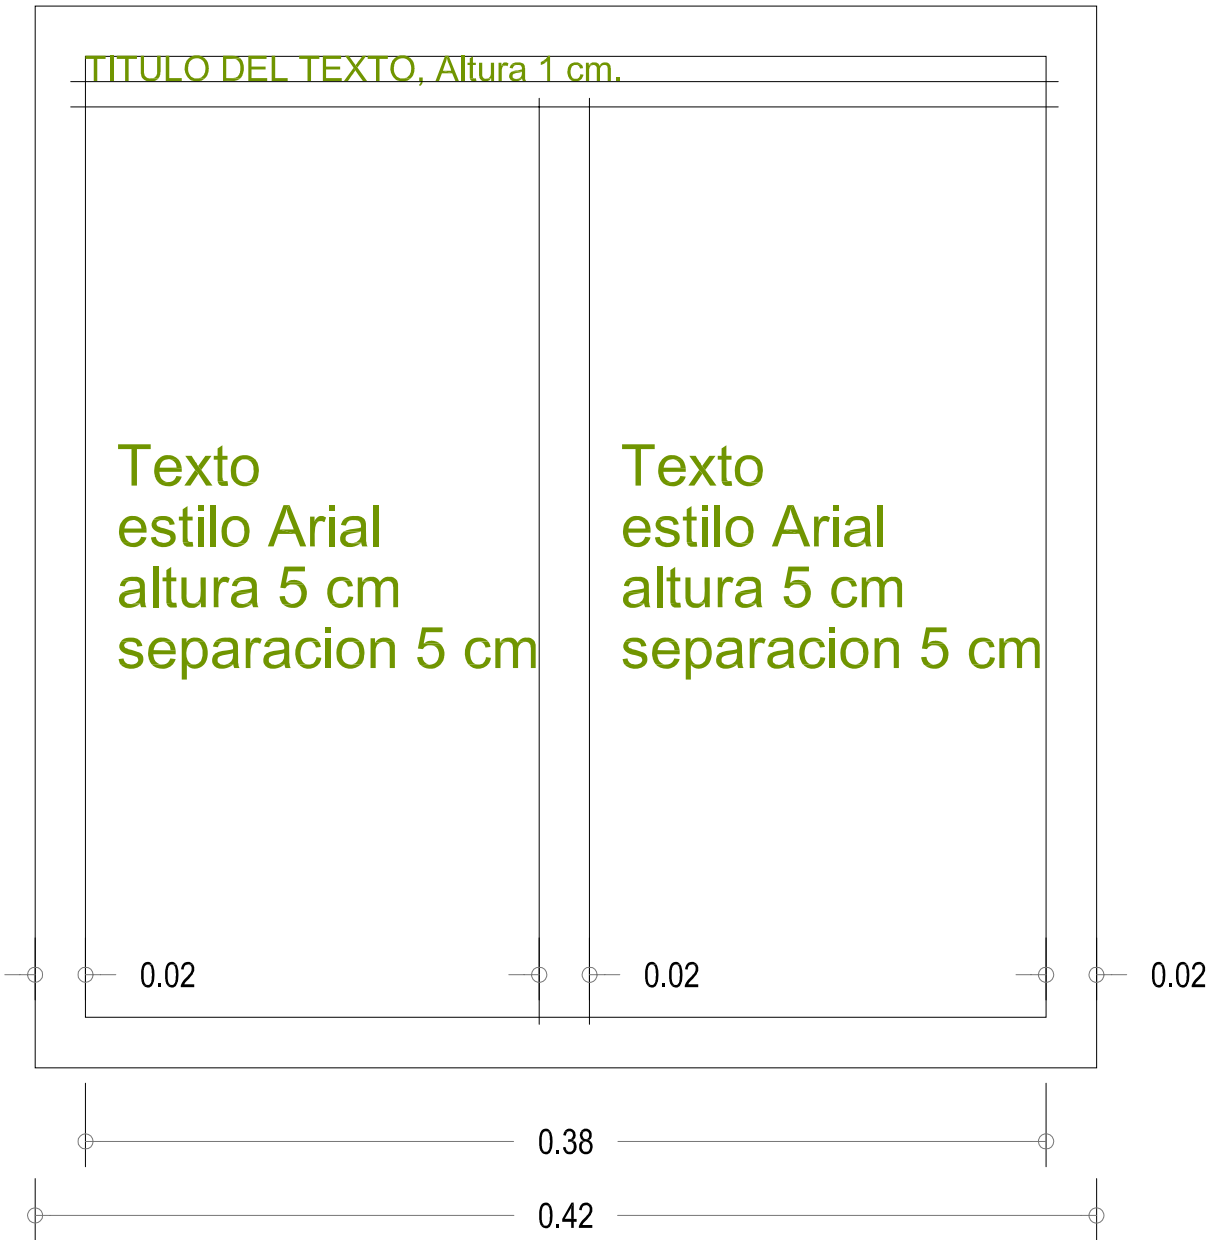 TITULO DEL TEXTO, Altura 1 cm.
Texto
estilo Arial
altura 5 cm
separacion 5 cm
Texto
estilo Arial
altura 5 cm
separacion 5 cm
0.02
0.02
0.02
0.38
0.42